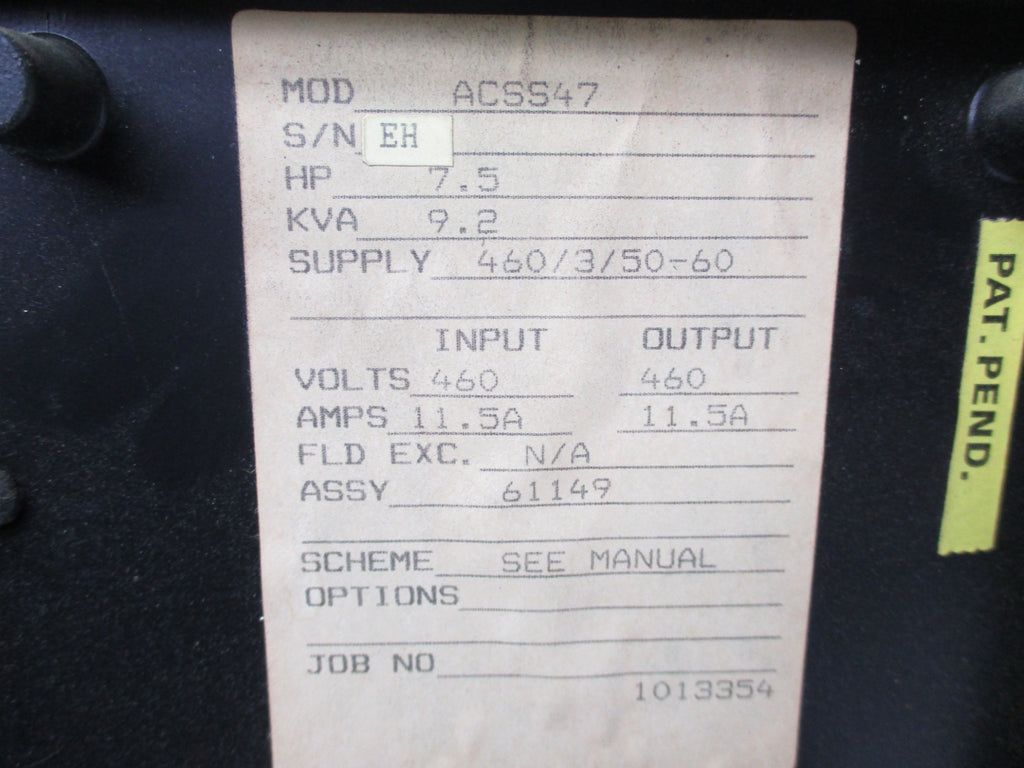 MOD ACS547
S/N EH
HP 7.5
KVA 9.2
SUPPLY 460/3/50-60
INPUT OUTPUT
VOLTS 460 460
AMPS 11.5A 11.5A
FLD EXC. N/A
ASSY 61149
SCHEME SEE MANUAL
OPTIONS
JOB NO
1013354
PAT. PEND.